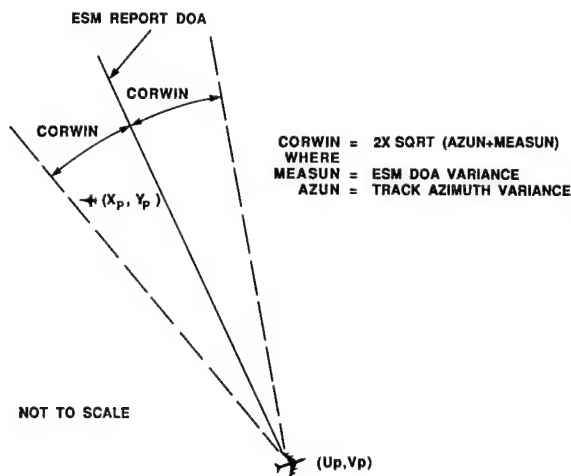 ESM REPORT DOA
CORWIN
CORWIN
CORWIN = 2X SQRT (AZUN+MEASUN)
WHERE
MEASUN = ESM DOA VARIANCE
AZUN = TRACK AZIMUTH VARIANCE
(Xp, Yp)
NOT TO SCALE
(Up,Vp)